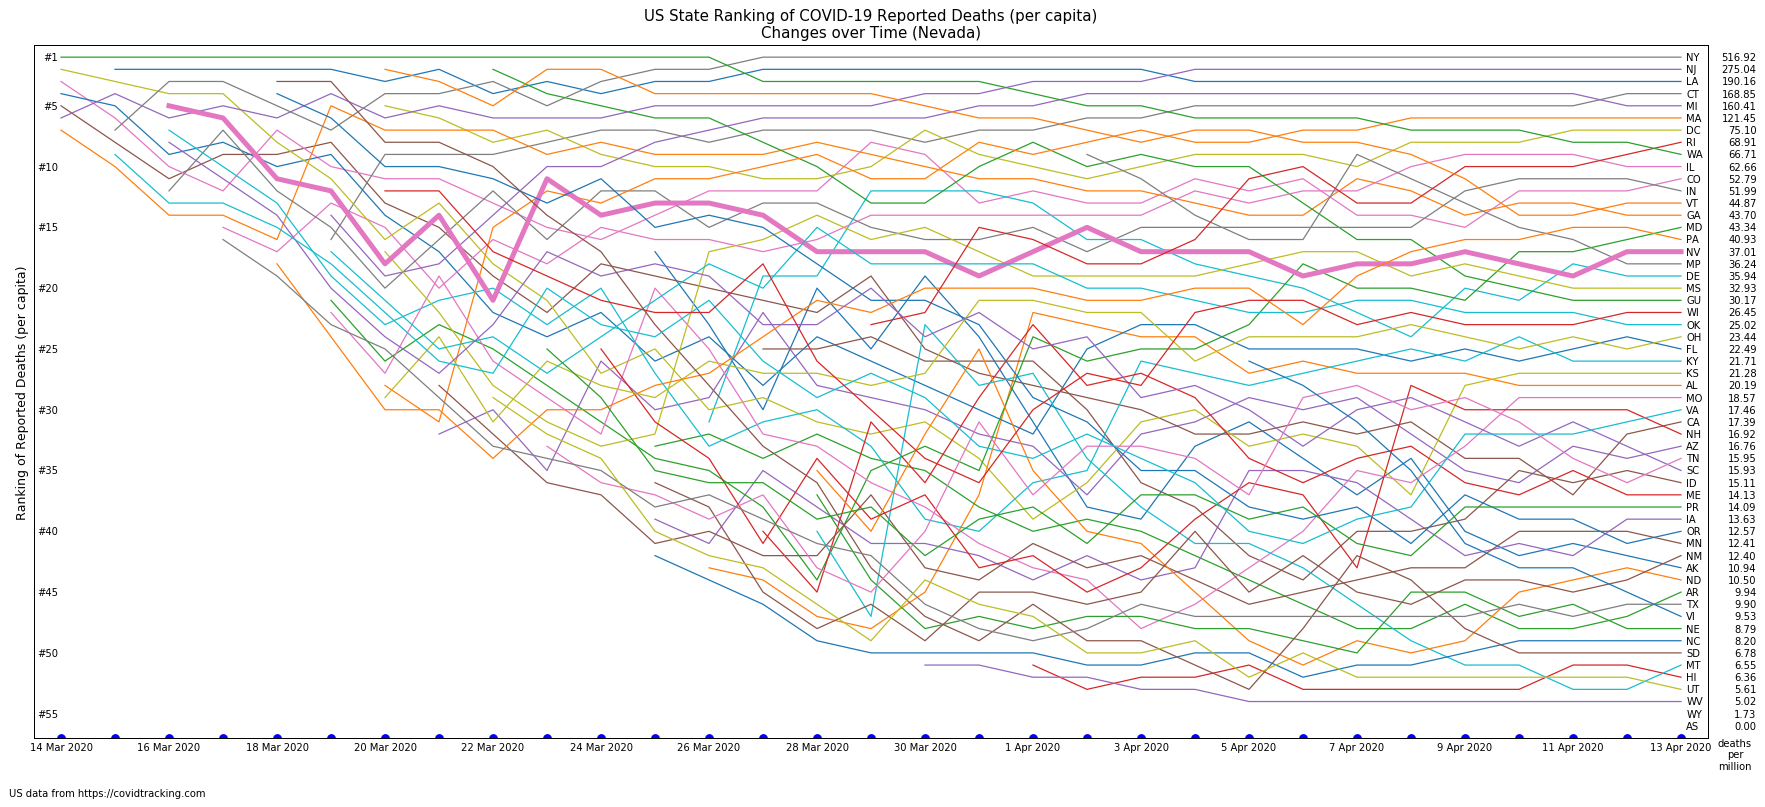 US State Ranking of COVID-19 Reported Deaths (per capita)
Changes over Time (Nevada)
Ranking of Reported Deaths (per capita)
#1
#5
#10
#15
#20
#25
#30
#35
#40
#45
#50
#55
NY 516.92
NJ 275.04
LA 190.16
CT 168.85
MI 160.41
MA 121.45
DC 75.10
RI 68.91
WA 66.71
IL 62.66
CO 52.79
IN 51.99
VT 44.87
GA 43.70
MD 43.34
PA 40.93
NV 37.01
MP 36.24
DE 35.94
MS 32.93
GU 30.17
WI 26.45
OK 25.02
OH 23.44
FL 22.49
KY 21.71
KS 21.28
AL 20.19
MO 18.57
VA 17.46
CA 17.39
NH 16.92
AZ 16.76
TN 15.95
SC 15.93
ID 15.11
ME 14.13
PR 14.09
IA 13.63
OR 12.57
MN 12.41
NM 12.40
AK 10.94
ND 10.50
AR 9.94
TX 9.90
VI 9.53
NE 8.79
NC 8.20
SD 6.78
MT 6.55
HI 6.36
UT 5.61
WV 5.02
WY 1.73
AS 0.00
14 Mar 2020 16 Mar 2020 18 Mar 2020 20 Mar 2020 22 Mar 2020 24 Mar 2020 26 Mar 2020 28 Mar 2020 30 Mar 2020 1 Apr 2020 3 Apr 2020 5 Apr 2020 7 Apr 2020 9 Apr 2020 11 Apr 2020 13 Apr 2020
deaths
per
million
US data from https://covidtracking.com